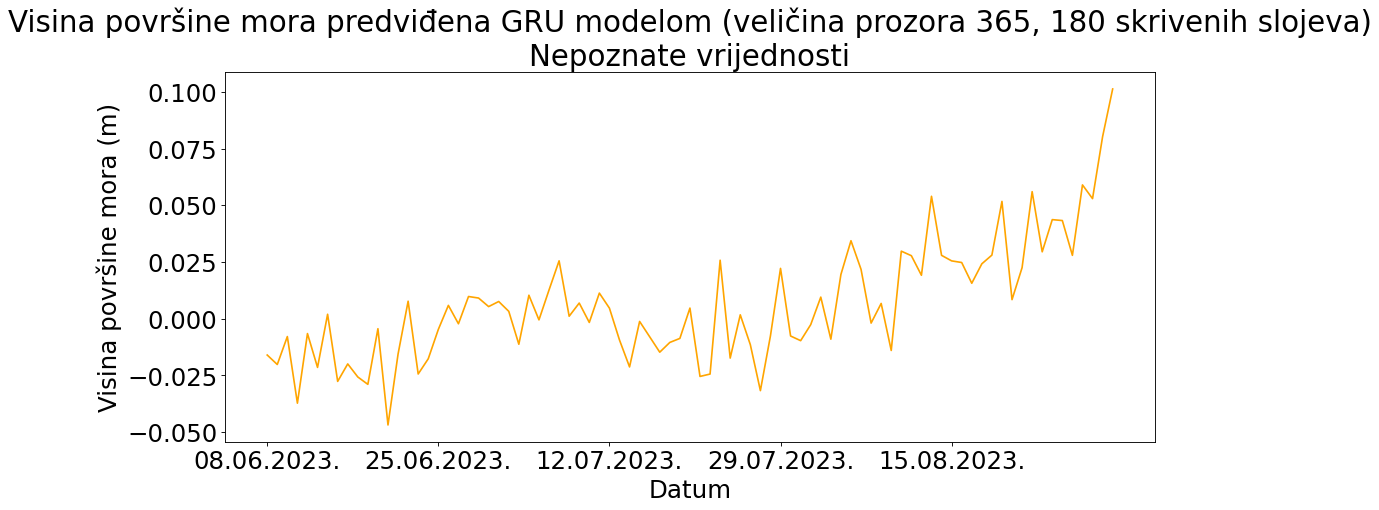 Visina površine mora predviđena GRU modelom (veličina prozora 365, 180 skrivenih slojeva)
Nepoznate vrijednosti
Visina površine mora (m)
0.100
0.075
0.050
0.025
0.000
−0.025
−0.050
08.06.2023. 25.06.2023. 12.07.2023. 29.07.2023. 15.08.2023.
Datum